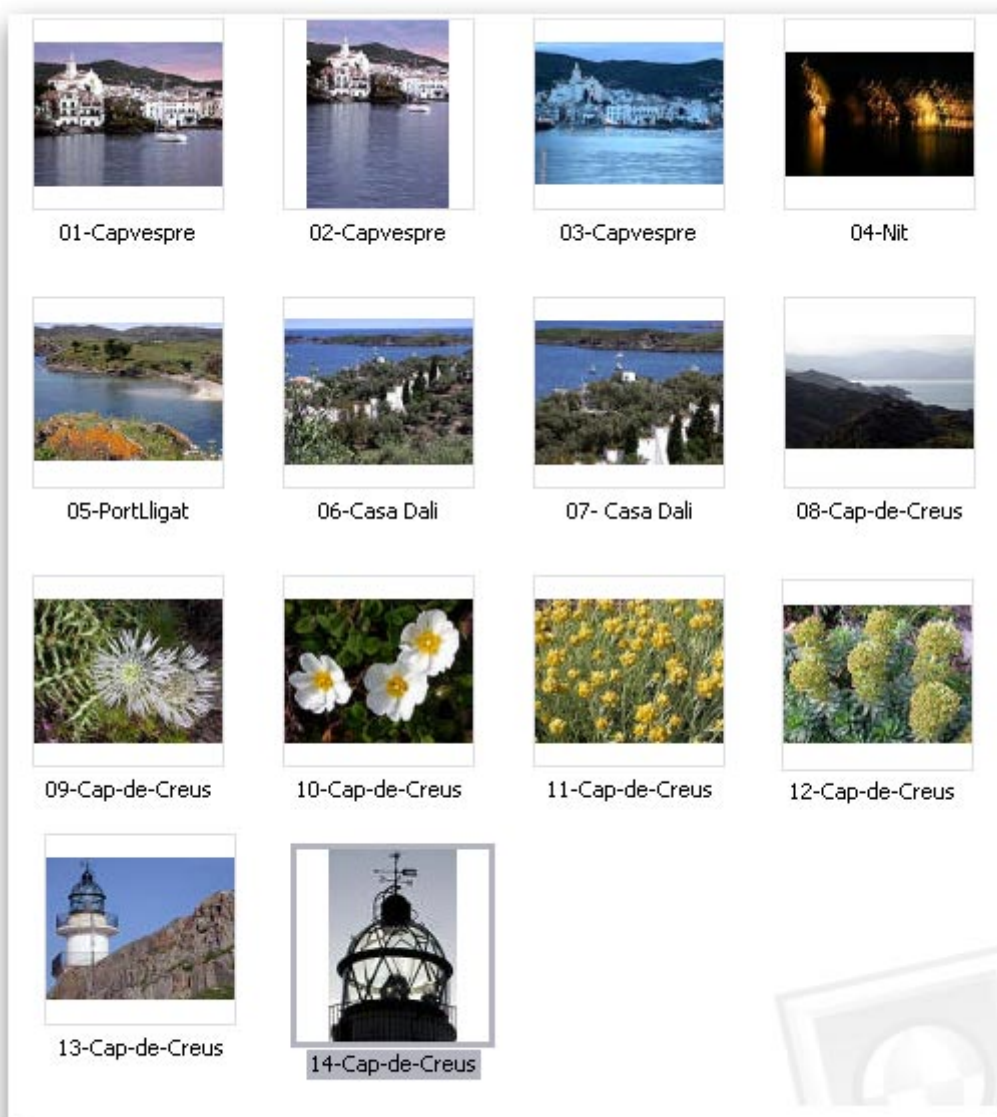 01-Capvespre
02-Capvespre
03-Capvespre
04-Nit
05-PortLligat
06-Casa Dali
07- Casa Dali
08-Cap-de-Creus
09-Cap-de-Creus
10-Cap-de-Creus
11-Cap-de-Creus
12-Cap-de-Creus
13-Cap-de-Creus
14-Cap-de-Creus